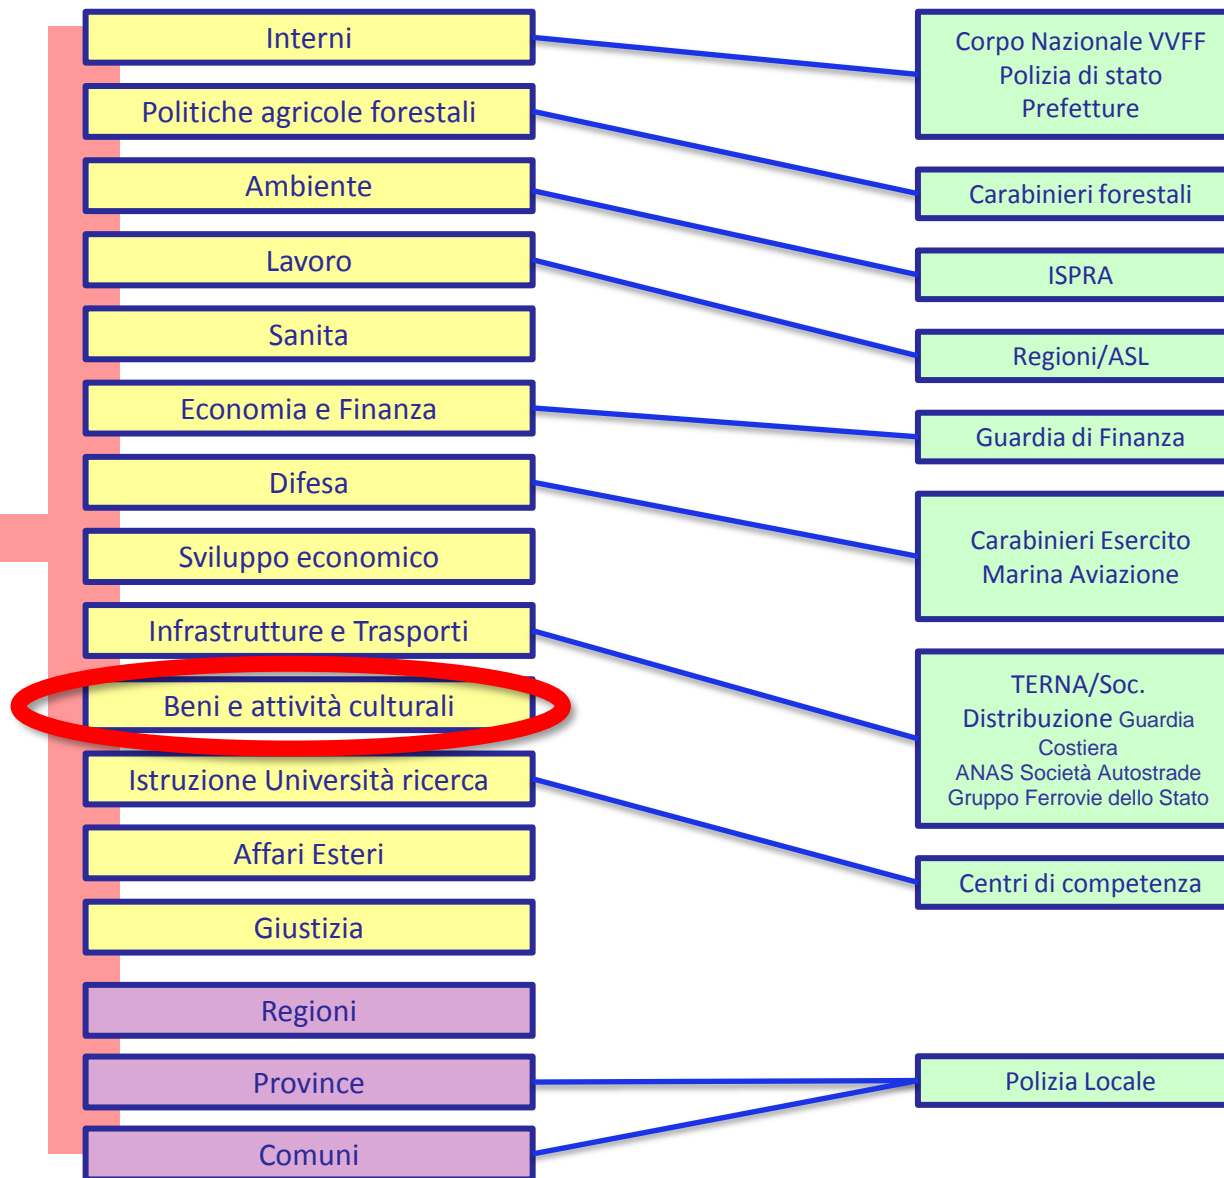 Interni
Politiche agricole forestali
Ambiente
Lavoro
Sanita
Economia e Finanza
Difesa
Sviluppo economico
Infrastrutture e Trasporti
Beni e attività culturali
Istruzione Università ricerca
Affari Esteri
Giustizia
Regioni
Province
Comuni
Corpo Nazionale VVFF
Polizia di stato
Prefetture
Carabinieri forestali
ISPRA
Regioni/ASL
Guardia di Finanza
Carabinieri Esercito
Marina Aviazione
TERNA/Soc.
Distribuzione Guardia
Costiera
ANAS Società Autostrade
Gruppo Ferrovie dello Stato
Centri di competenza
Polizia Locale